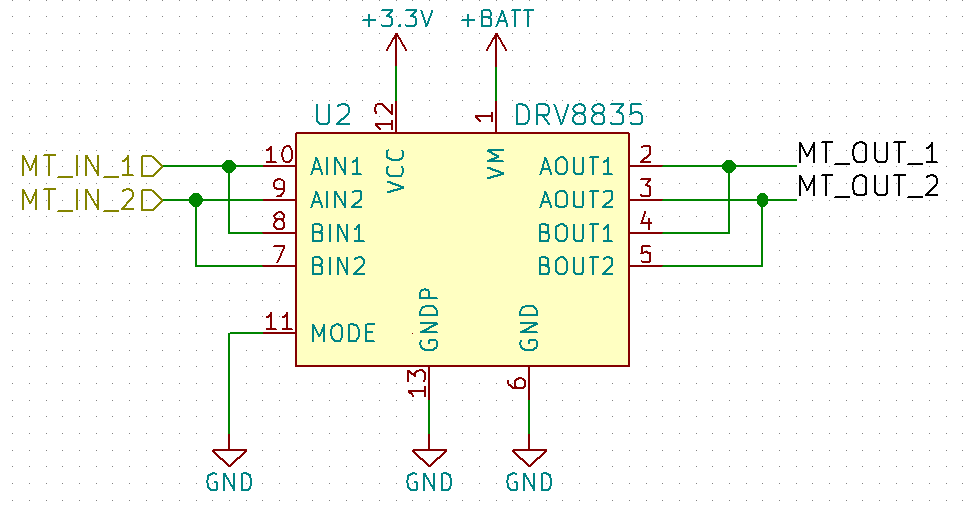 +3.3V +BATT
U2 12 1 DRV8835
MT_IN_1 10 AIN1 VCC VM AOUT1 2 MT_OUT_1
MT_IN_2 9 AIN2 AOUT2 3 MT_OUT_2
8 BIN1 BOUT1 4
7 BIN2 BOUT2 5
11 MODE GNDP GND
13 6
GND GND GND